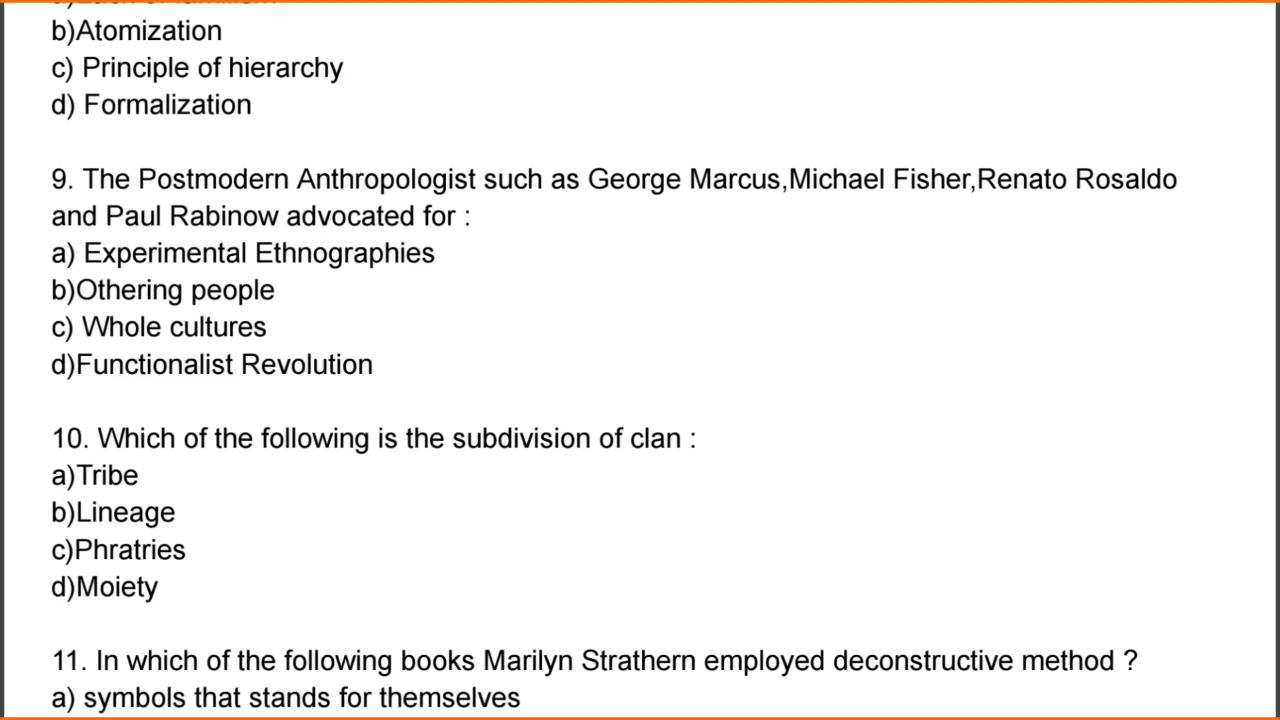 b)Atomization
c) Principle of hierarchy
d) Formalization
9. The Postmodern Anthropologist such as George Marcus,Michael Fisher,Renato Rosaldo
and Paul Rabinow advocated for :
a) Experimental Ethnographies
b)Othering people
c) Whole cultures
d)Functionalist Revolution
10. Which of the following is the subdivision of clan :
a)Tribe
b)Lineage
c)Phratries
d)Moiety
11. In which of the following books Marilyn Strathern employed deconstructive method ?
a) symbols that stands for themselves